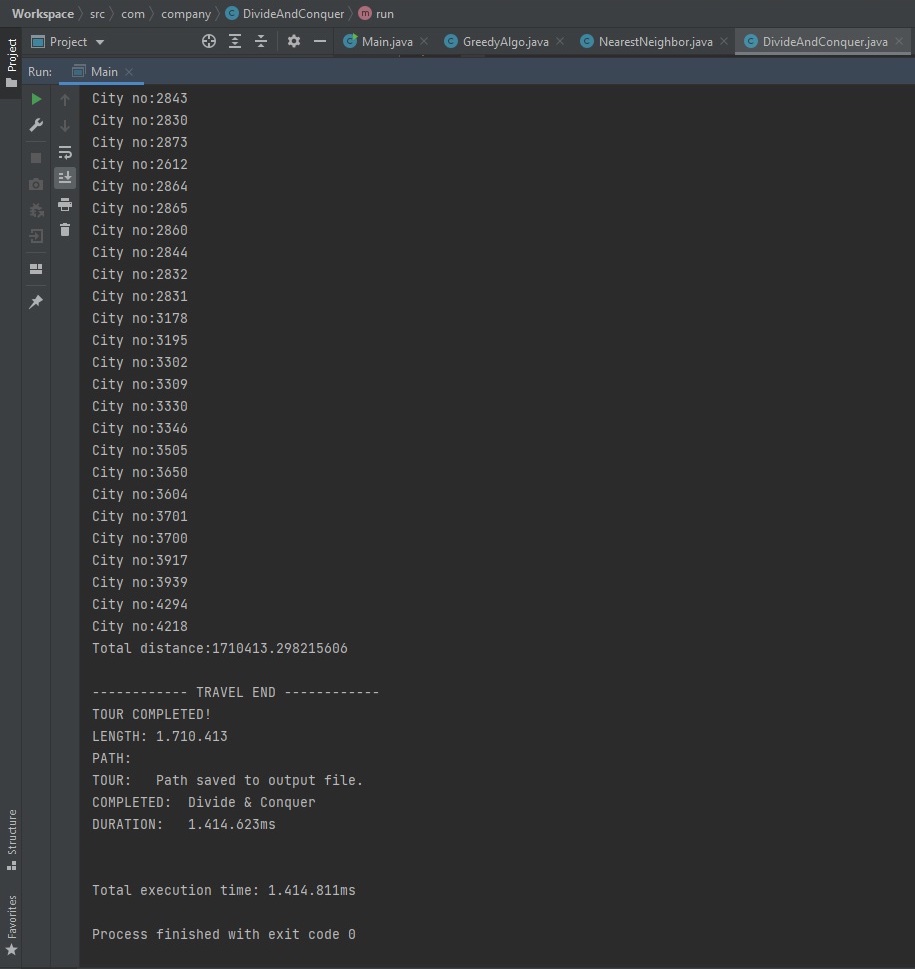 Workspace src com company DivideAndConquer run
Project
Project Main.java GreedyAlgo.java NearestNeighbor.java DivideAndConquer.java
Run: Main
City no:2843
City no:2830
City no:2873
City no:2612
City no:2864
City no:2865
City no:2860
City no:2844
City no:2832
City no:2831
City no:3178
City no:3195
City no:3302
City no:3309
City no:3330
City no:3346
City no:3505
City no:3650
City no:3604
City no:3701
City no:3700
City no:3917
City no:3939
City no:4294
City no:4218
Total distance:1710413.298215606
------------ TRAVEL END ------------
TOUR COMPLETED!
LENGTH: 1.710.413
PATH:
TOUR:   Path saved to output file.
COMPLETED:  Divide & Conquer
DURATION:   1.414.623ms
Total execution time: 1.414.811ms
Process finished with exit code 0
Structure
Favorites